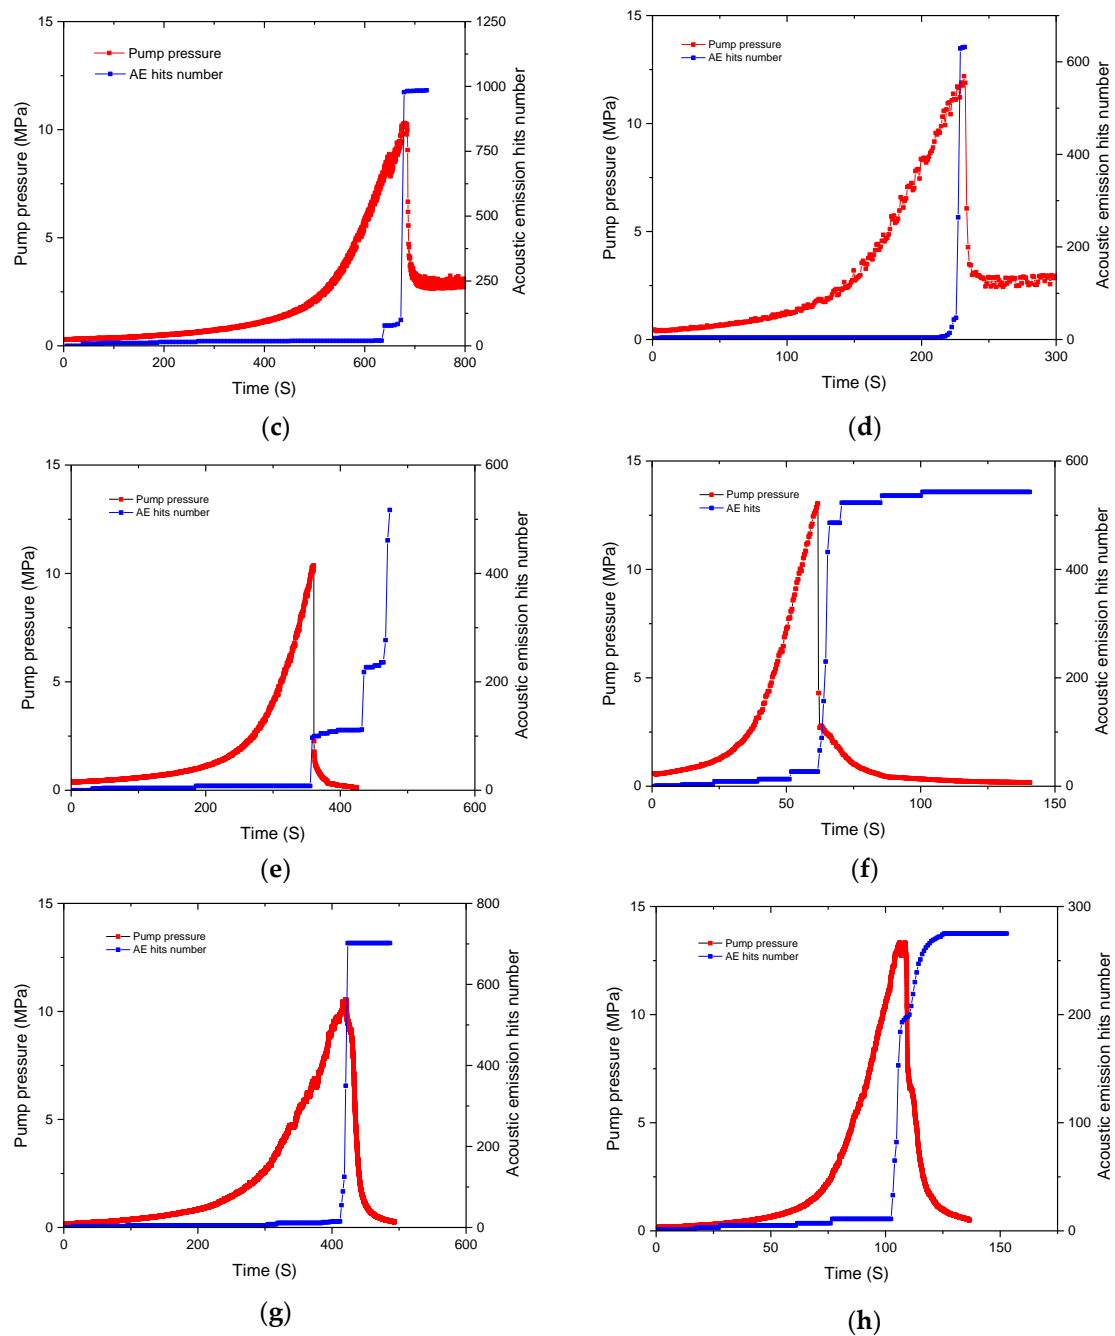 15
10
5
0
0
200
400
600
800
1250
1000
750
500
250
0
Pump pressure (MPa)
Acoustic emission hits number
Pump pressure
AE hits number
Time (S)
(c)
15
10
5
0
0
100
200
300
600
400
200
0
Pump pressure (MPa)
Acoustic emission hits number
Pump pressure
AE hits number
Time (S)
(d)
15
10
5
0
0
200
400
600
600
400
200
0
Pump pressure (MPa)
Acoustic emission hits number
Pump pressure
AE hits number
Time (S)
(e)
15
10
5
0
0
50
100
150
600
400
200
0
Pump pressure (MPa)
Acoustic emission hits number
Pump pressure
AE hits
Time (S)
(f)
15
10
5
0
0
200
400
600
800
600
400
200
0
Pump pressure (MPa)
Acoustic emission hits number
Pump pressure
AE hits number
Time (S)
(g)
15
10
5
0
0
50
100
150
300
200
100
0
Pump pressure (MPa)
Acoustic emission hits number
Pump pressure
AE hits number
Time (S)
(h)